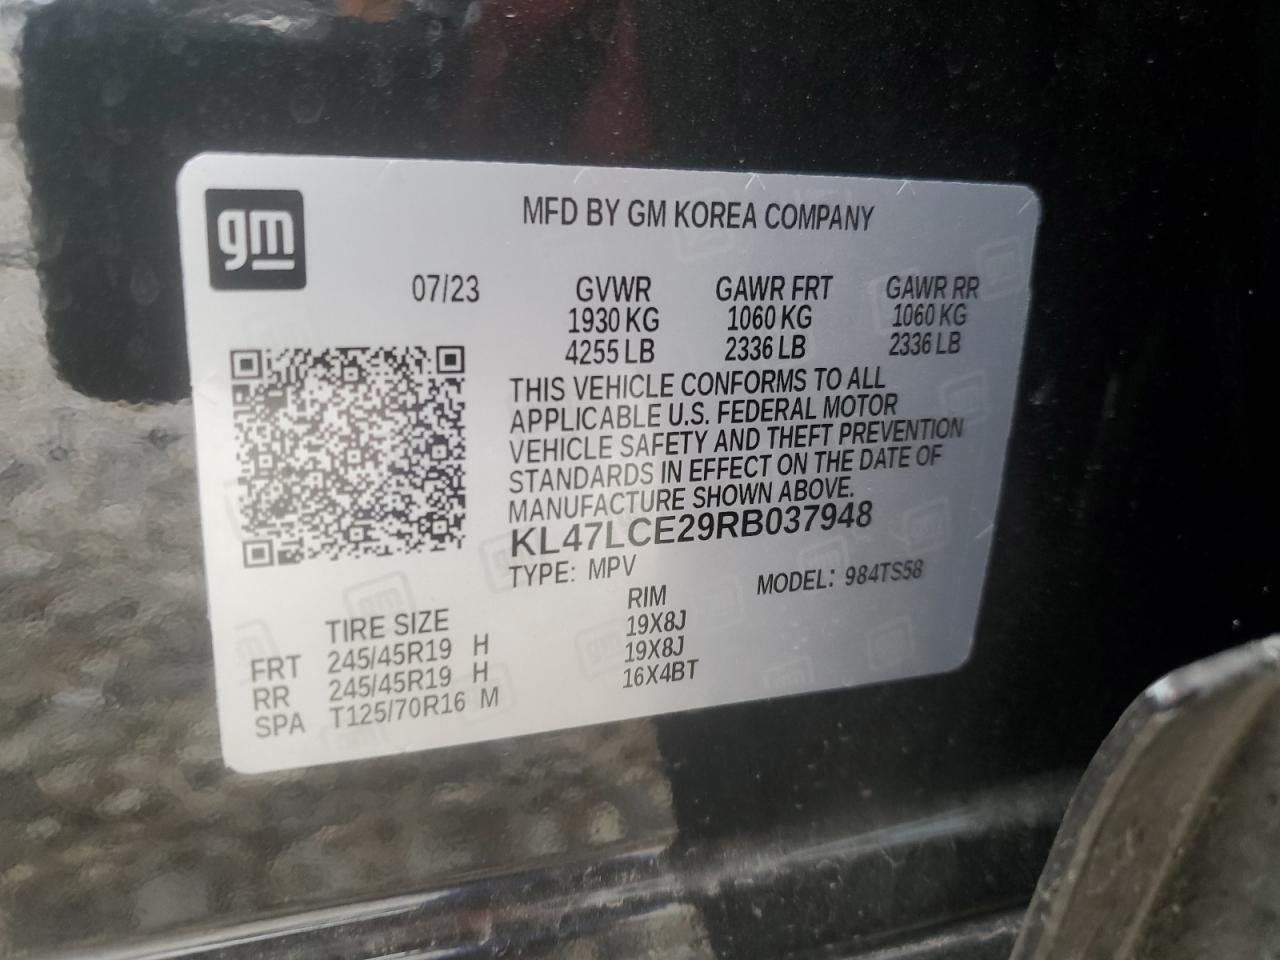 gm
MFD BY GM KOREA COMPANY
07/23 GVWR GAWR FRT GAWR RR
1930 KG 1060 KG 1060 KG
4255 LB 2336 LB 2336 LB
THIS VEHICLE CONFORMS TO ALL
APPLICABLE U.S. FEDERAL MOTOR
VEHICLE SAFETY AND THEFT PREVENTION
STANDARDS IN EFFECT ON THE DATE OF
MANUFACTURE SHOWN ABOVE.
KL47LCE29RB037948
TYPE: MPV MODEL: 984TS58
TIRE SIZE RIM
FRT 245/45R19 H 19X8J
RR 245/45R19 H 19X8J
SPA T125/70R16 M 16X4BT